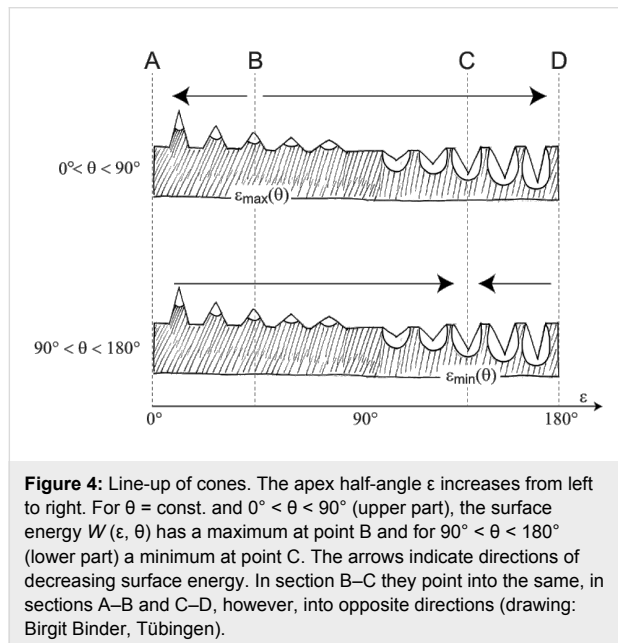 A B C D
0°< θ < 90°
εmax(θ)
90° < θ < 180°
εmin(θ)
ε
0° 90° 180°
Figure 4: Line-up of cones. The apex half-angle ε increases from left
to right. For θ = const. and 0° < θ < 90° (upper part), the surface
energy W (ε, θ) has a maximum at point B and for 90° < θ < 180°
(lower part) a minimum at point C. The arrows indicate directions of
decreasing surface energy. In section B–C they point into the same, in
sections A–B and C–D, however, into opposite directions (drawing:
Birgit Binder, Tübingen).